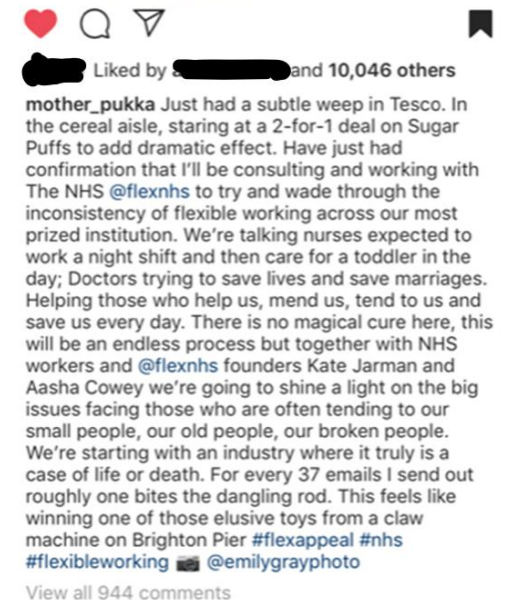 Liked by and 10,046 others
mother_pukka Just had a subtle weep in Tesco. In
the cereal aisle, staring at a 2-for-1 deal on Sugar
Puffs to add dramatic effect. Have just had
confirmation that I'll be consulting and working with
The NHS @flexnhs to try and wade through the
inconsistency of flexible working across our most
prized institution. We're talking nurses expected to
work a night shift and then care for a toddler in the
day; Doctors trying to save lives and save marriages.
Helping those who help us, mend us, tend to us and
save us every day. There is no magical cure here, this
will be an endless process but together with NHS
workers and @flexnhs founders Kate Jarman and
Aasha Cowey we're going to shine a light on the big
issues facing those who are often tending to our
small people, our old people, our broken people.
We're starting with an industry where it truly is a
case of life or death. For every 37 emails I send out
roughly one bites the dangling rod. This feels like
winning one of those elusive toys from a claw
machine on Brighton Pier #flexappeal #nhs
#flexibleworking 📷 @emilygrayphoto
View all 944 comments